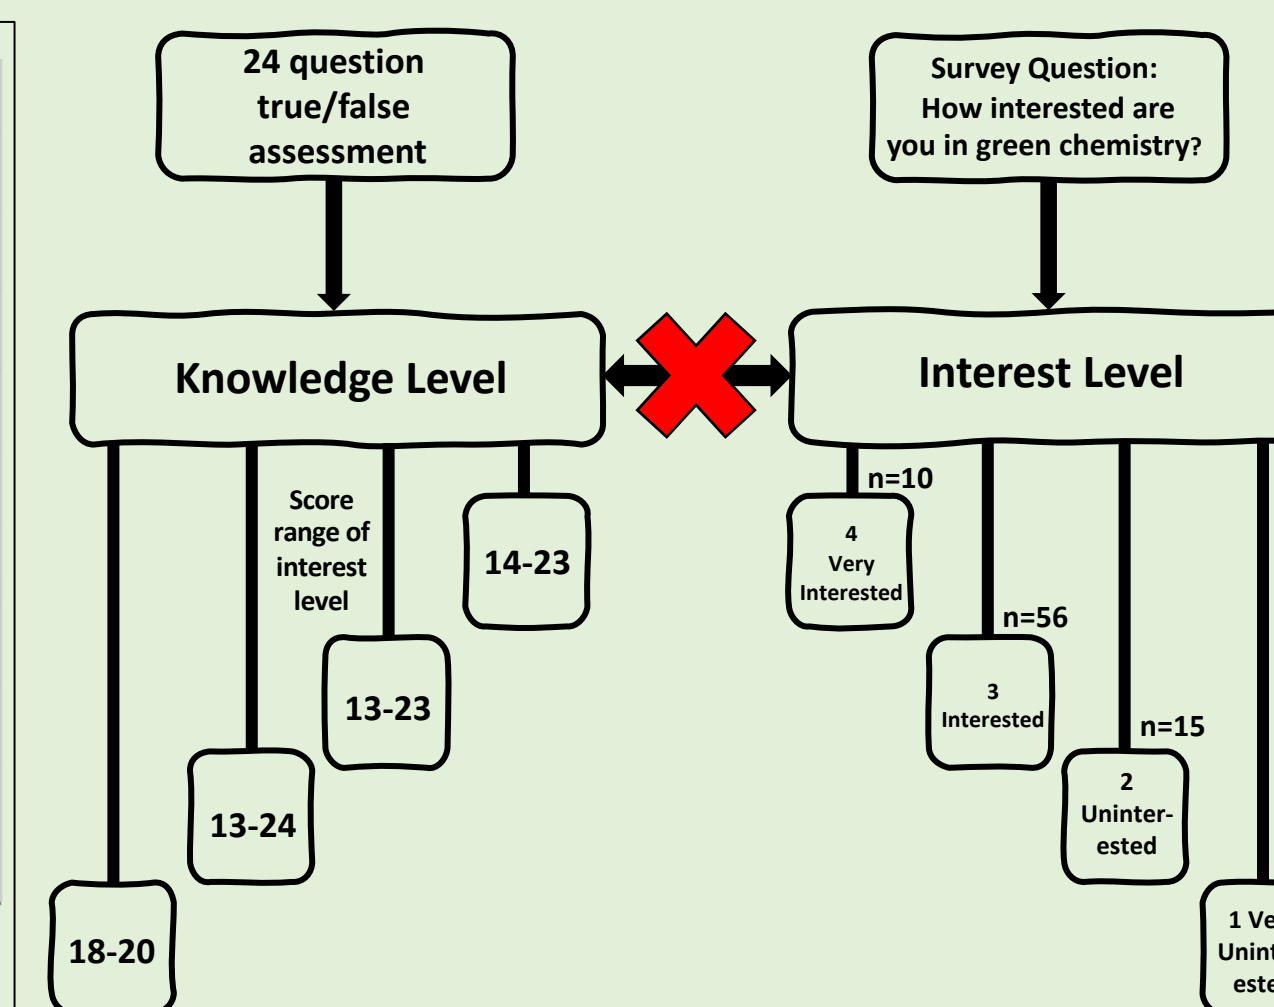 24 question
true/false
assessment
Survey Question:
How interested are
you in green chemistry?
Knowledge Level
Interest Level
Score
range of
interest
level
14-23
13-23
13-24
18-20
n=10
4
Very
Interested
n=56
3
Interested
n=15
2
Uninter-
ested
1